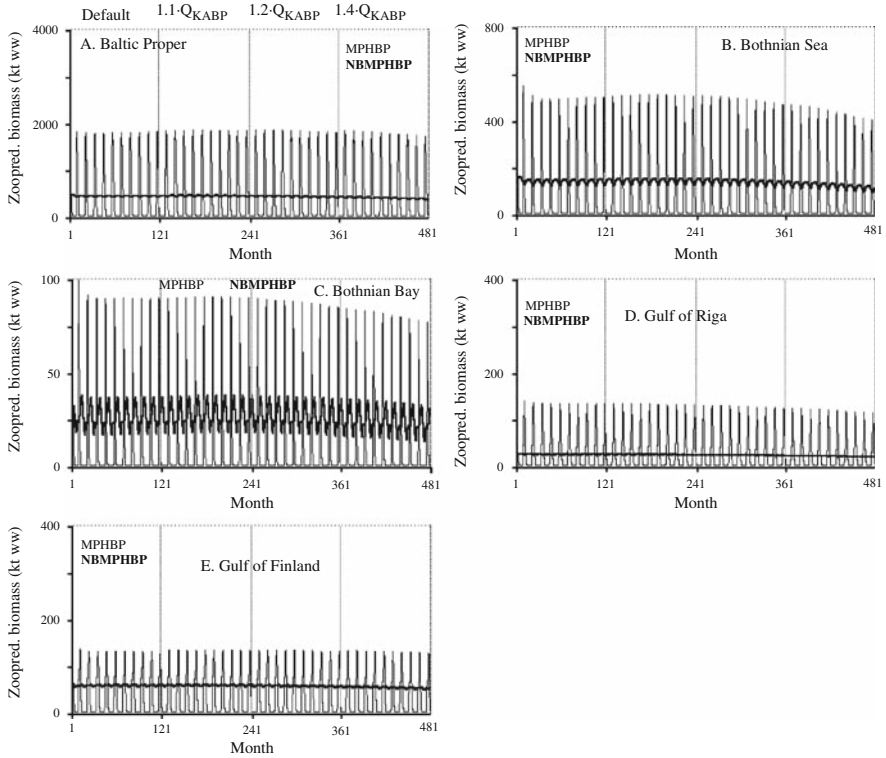 Default 1.1·QKABP 1.2·QKABP 1.4·QKABP
4000
2000
0
Zoopred. biomass (kt ww)
A. Baltic Proper
MPHBP
NBMPHBP
1 121 241 361 481
Month
800
400
0
Zoopred. biomass (kt ww)
MPHBP
NBMPHBP
B. Bothnian Sea
1 121 241 361 481
Month
100
50
0
Zoopred. biomass (kt ww)
MPHBP NBMPHBP
C. Bothnian Bay
1 121 241 361 481
Month
400
200
0
Zoopred. biomass (kt ww)
MPHBP
NBMPHBP
D. Gulf of Riga
1 121 241 361 481
Month
400
200
0
Zoopred. biomass (kt ww)
MPHBP
NBMPHBP
E. Gulf of Finland
1 121 241 361 481
Month